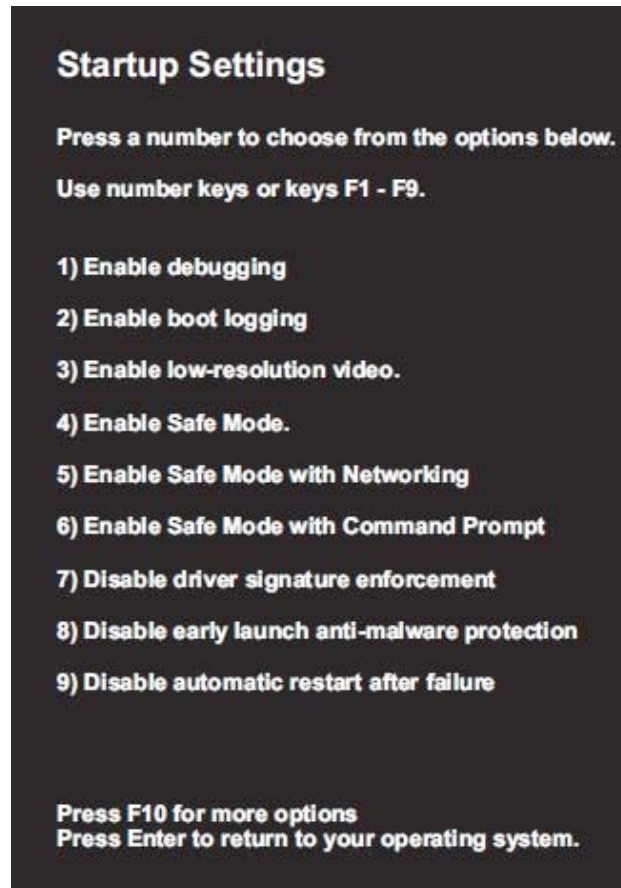 Startup Settings
Press a number to choose from the options below.
Use number keys or keys F1 - F9.
1) Enable debugging
2) Enable boot logging
3) Enable low-resolution video.
4) Enable Safe Mode.
5) Enable Safe Mode with Networking
6) Enable Safe Mode with Command Prompt
7) Disable driver signature enforcement
8) Disable early launch anti-malware protection
9) Disable automatic restart after failure
Press F10 for more options
Press Enter to return to your operating system.